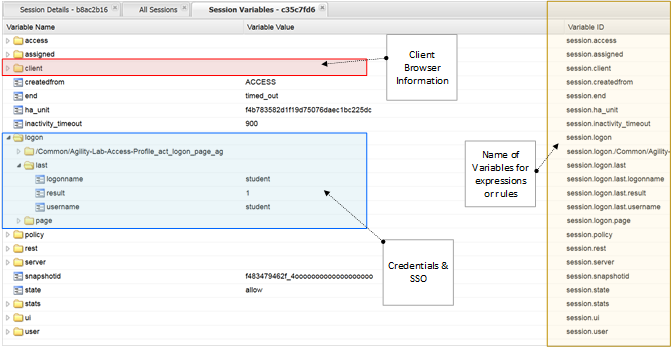 Session Details - b8ac2b16 All Sessions Session Variables - c35c7fd6
Variable Name Variable Value Variable ID
access session.access
assigned session.assigned
client session.client
createdfrom ACCESS session.createdfrom
end timed_out session.end
ha_unit f4b783582d1f19d75076daec1bc225dc session.ha_unit
inactivity_timeout 900 session.inactivity_timeout
logon session.logon
/Common/Agility-Lab-Access-Profile_act_logon_page_ag session.logon./Common/Agility-
last session.logon.last
logonname student session.logon.last.logonname
result 1 session.logon.last.result
username student session.logon.last.username
page session.logon.page
policy session.policy
rest session.rest
server session.server
snapshotid session.snapshotid
state allow session.state
stats session.stats
ui session.ui
user session.user
Client
Browser
Information
Name of
Variables for
expressions
or rules
Credentials &
SSO